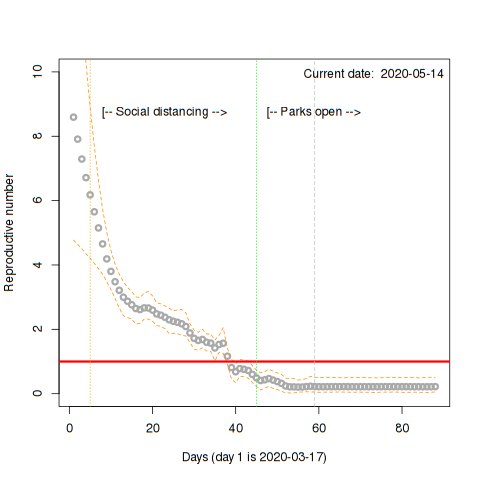 Current date:  2020-05-14
[-- Social distancing -->
[-- Parks open -->
Reproductive number
10
8
6
4
2
0
0 20 40 60 80
Days (day 1 is 2020-03-17)